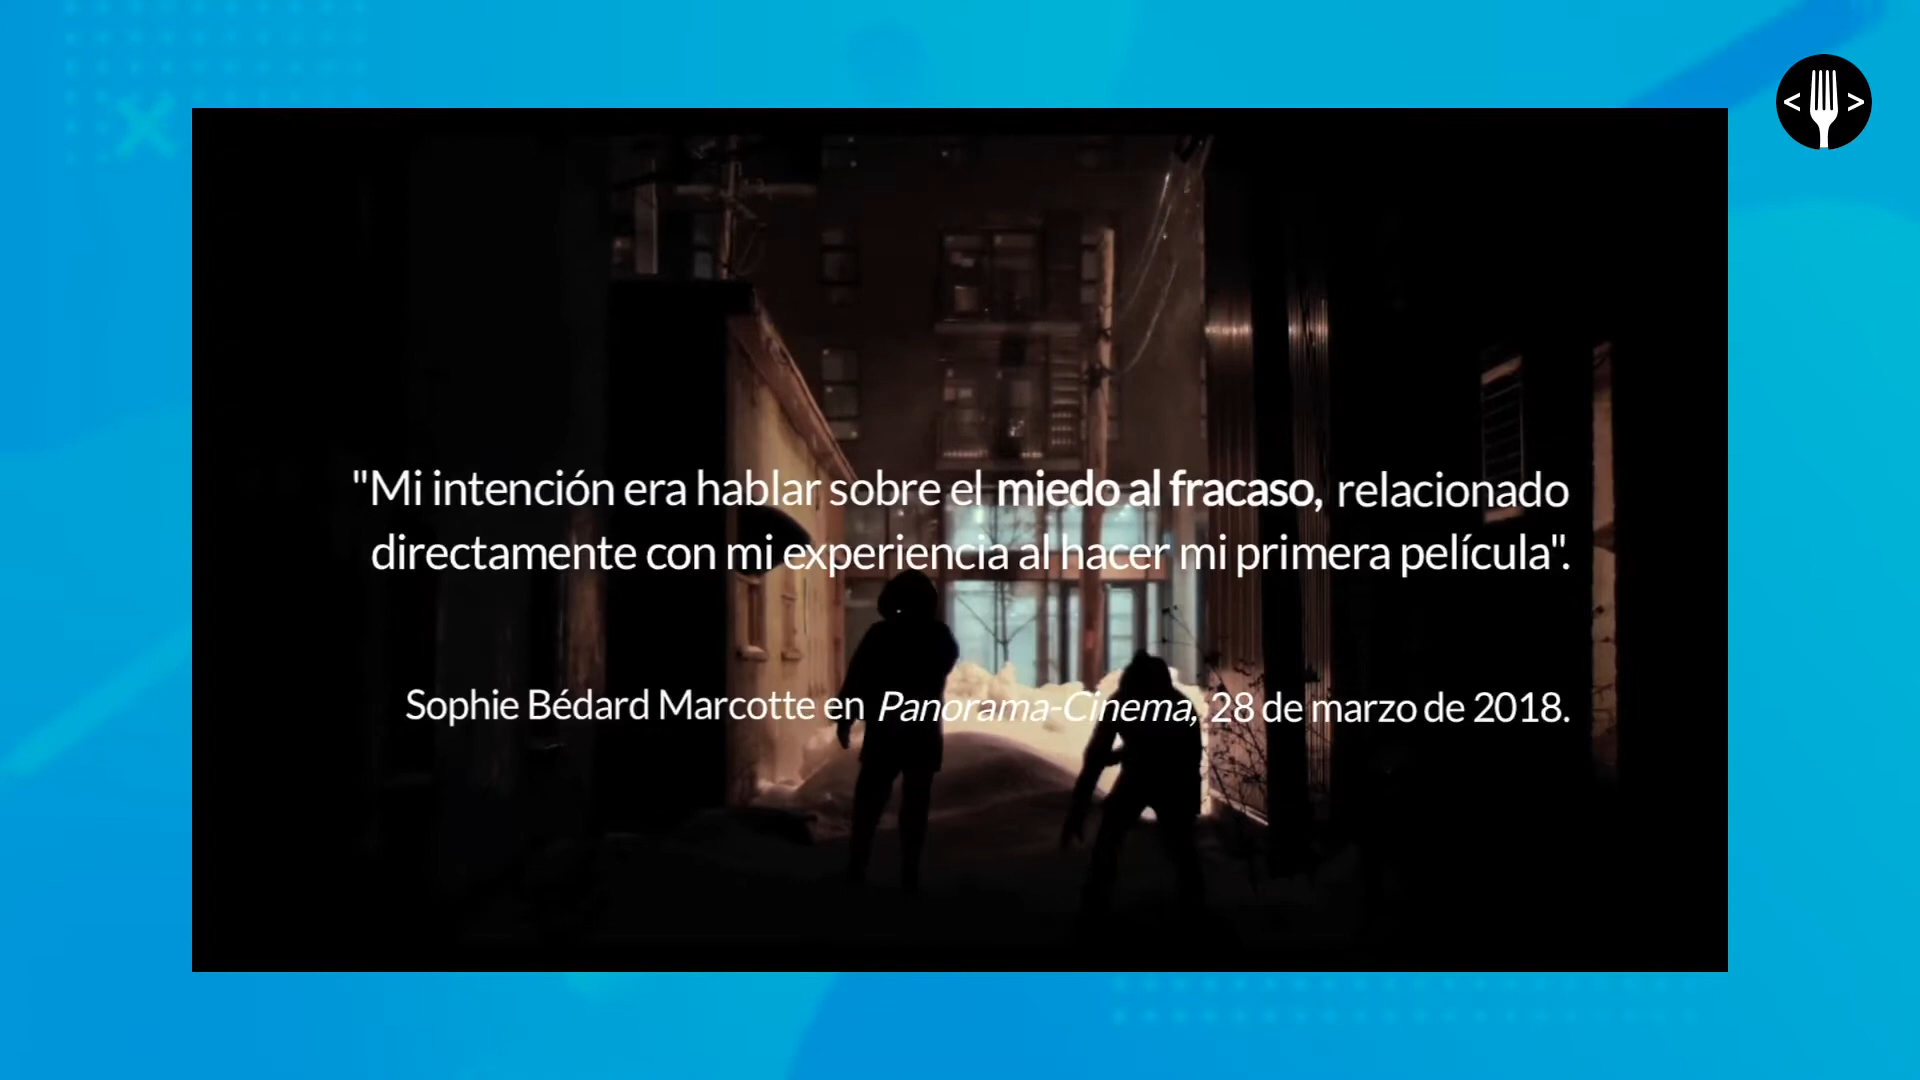 "Mi intención era hablar sobre el miedo al fracaso, relacionado
directamente con mi experiencia al hacer mi primera película".
Sophie Bédard Marcotte en Panorama-Cinema, 28 de marzo de 2018.